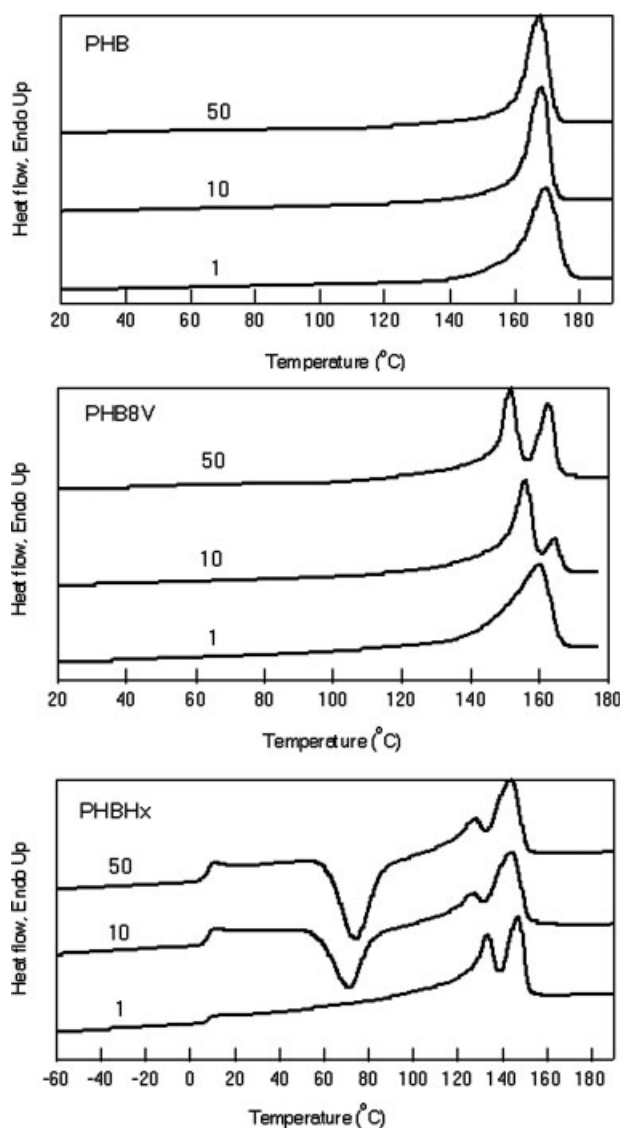 PHB
50
10
1
Heat flow, Endo Up
20 40 60 80 100 120 140 160 180
Temperature (°C)
PHB8V
50
10
1
Heat flow, Endo Up
20 40 60 80 100 120 140 160 180
Temperature (°C)
PHBHx
50
10
1
Heat flow, Endo Up
-60 -40 -20 0 20 40 60 80 100 120 140 160 180
Temperature (°C)